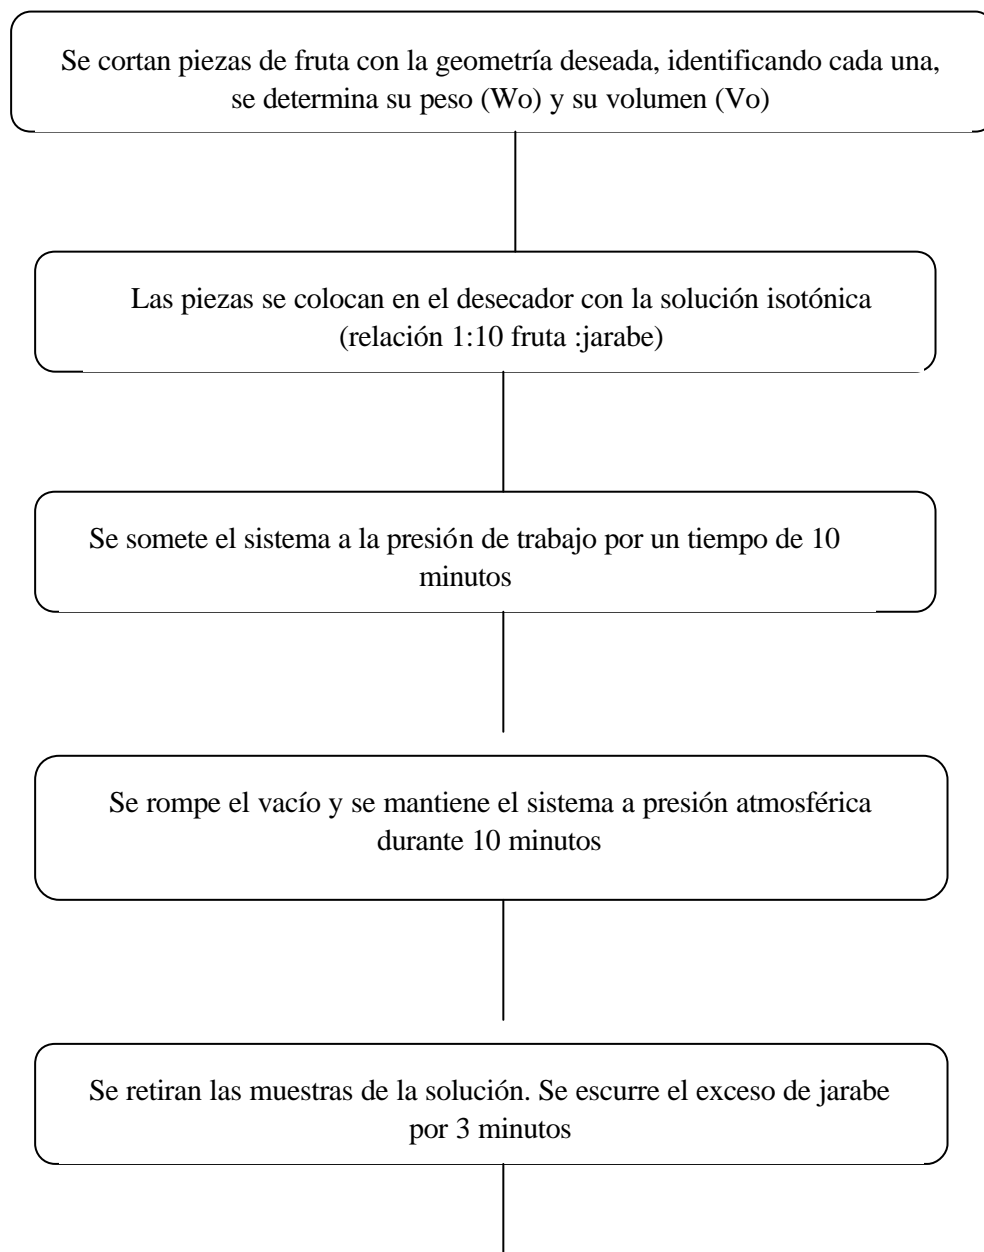 Se cortan piezas de fruta con la geometría deseada, identificando cada una,
se determina su peso (Wo) y su volumen (Vo)
Las piezas se colocan en el desecador con la solución isotónica
(relación 1:10 fruta :jarabe)
Se somete el sistema a la presión de trabajo por un tiempo de 10
minutos
Se rompe el vacío y se mantiene el sistema a presión atmosférica
durante 10 minutos
Se retiran las muestras de la solución. Se escurre el exceso de jarabe
por 3 minutos